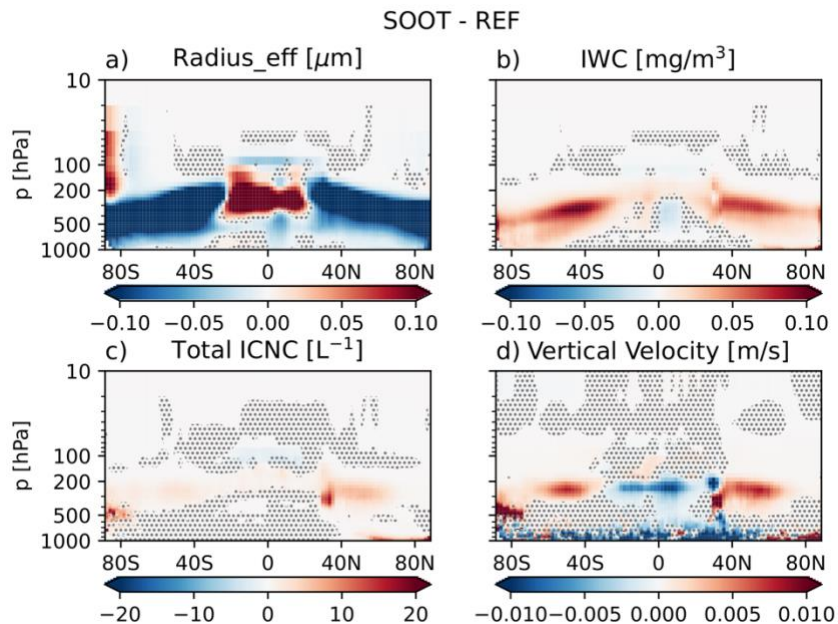 SOOT - REF
a) Radius_eff [μm]
b) IWC [mg/m³]
10
100
200
500
1000
p [hPa]
80S 40S 0 40N 80N
80S 40S 0 40N 80N
−0.10 −0.05 0.00 0.05 0.10
−0.10 −0.05 0.00 0.05 0.10
c) Total ICNC [L⁻¹]
d) Vertical Velocity [m/s]
10
100
200
500
1000
p [hPa]
80S 40S 0 40N 80N
80S 40S 0 40N 80N
−20 −10 0 10 20
−0.010 −0.005 0.000 0.005 0.010